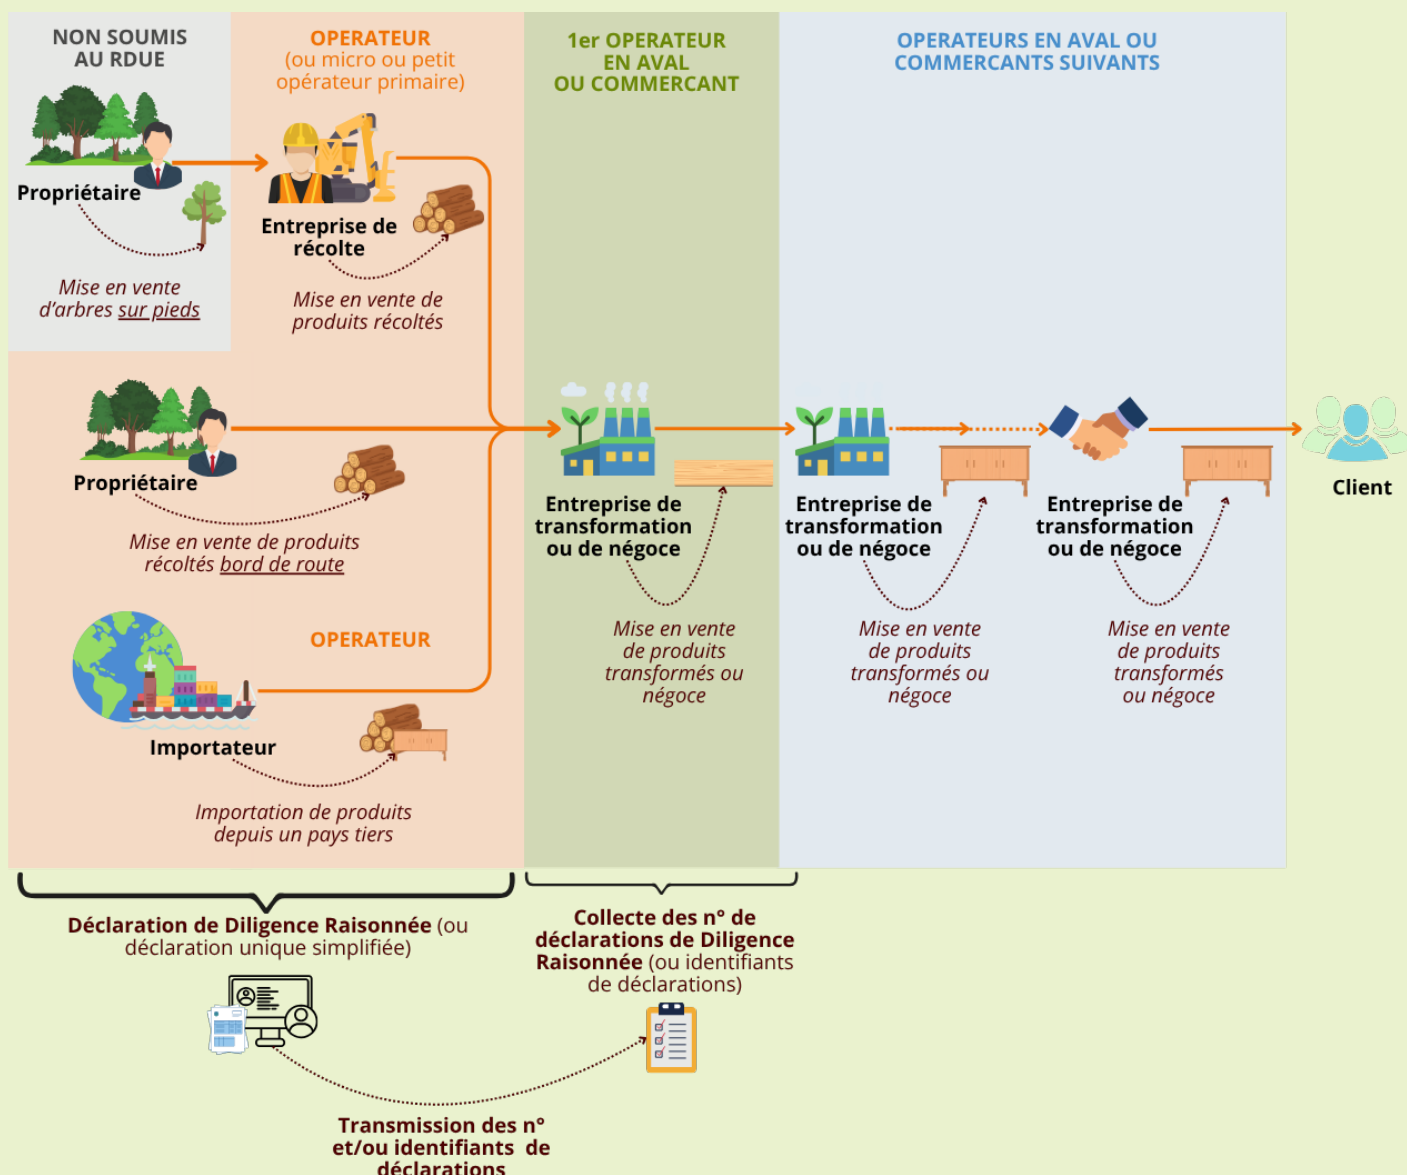 NON SOUMIS
AU RDUE
OPERATEUR
(ou micro ou petit
opérateur primaire)
1er OPERATEUR
EN AVAL
OU COMMERCANT
OPERATEURS EN AVAL OU
COMMERCANTS SUIVANTS
Propriétaire
Mise en vente
d’arbres sur pieds
Entreprise de
récolte
Mise en vente de
produits récoltés
Propriétaire
Mise en vente de produits
récoltés bord de route
OPERATEUR
Importateur
Importation de produits
depuis un pays tiers
Entreprise de
transformation
ou de négoce
Mise en vente
de produits
transformés ou
négoce
Entreprise de
transformation
ou de négoce
Mise en vente
de produits
transformés ou
négoce
Entreprise de
transformation
ou de négoce
Mise en vente
de produits
transformés
ou négoce
Client
Déclaration de Diligence Raisonnée (ou
déclaration unique simplifiée)
Collecte des n° de
déclarations de Diligence
Raisonnée (ou identifiants
de déclarations)
Transmission des n°
et/ou identifiants de
déclarations